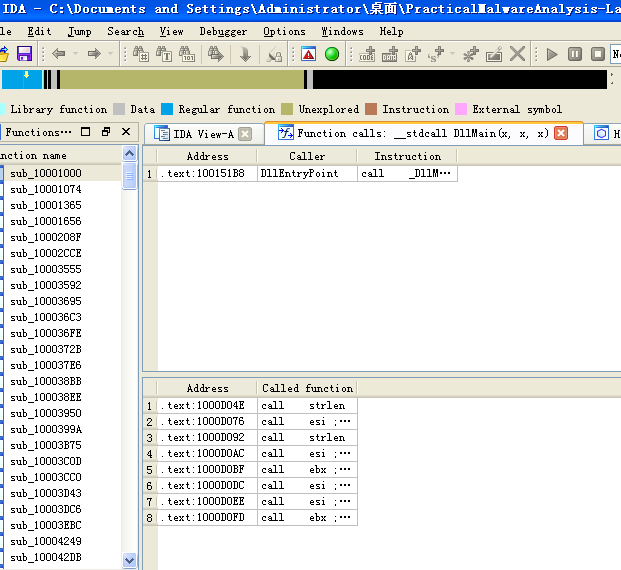 IDA - C:\Documents and Settings\Administrator\桌面\PracticalMalwareAnalysis-La
le Edit Jump Search View Debugger Options Windows Help
Library function Data Regular function Unexplored Instruction External symbol
Functions…
IDA View-A
Function calls: __stdcall DllMain(x, x, x)
H
nction name
sub_10001000
sub_10001074
sub_10001365
sub_10001656
sub_1000208F
sub_10002CCE
sub_10003555
sub_10003592
sub_10003695
sub_100036C3
sub_100036FE
sub_1000372B
sub_100037E6
sub_100038BB
sub_100038EE
sub_10003950
sub_1000399A
sub_10003B75
sub_10003C0D
sub_10003CC0
sub_10003D43
sub_10003DC6
sub_10003EBC
sub_10004249
sub_100042DB
Address Caller Instruction
1 .text:100151B8 DllEntryPoint call _DllM…
Address Called function
1 .text:1000D04E call strlen
2 .text:1000D076 call esi ;…
3 .text:1000D092 call strlen
4 .text:1000D0AC call esi ;…
5 .text:1000D0BF call ebx ;…
6 .text:1000D0DC call esi ;…
7 .text:1000D0EE call esi ;…
8 .text:1000D0FD call ebx ;…